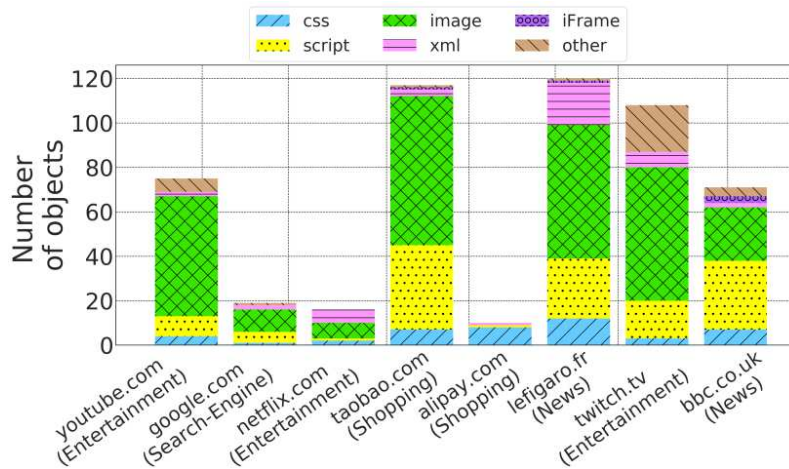 css image iFrame
script xml other
Number
of objects
120
100
80
60
40
20
0
youtube.com
(Entertainment)
google.com
(Search-Engine)
netflix.com
(Entertainment)
taobao.com
(Shopping)
alipay.com
(Shopping)
lefigaro.fr
(News)
twitch.tv
(Entertainment)
bbc.co.uk
(News)